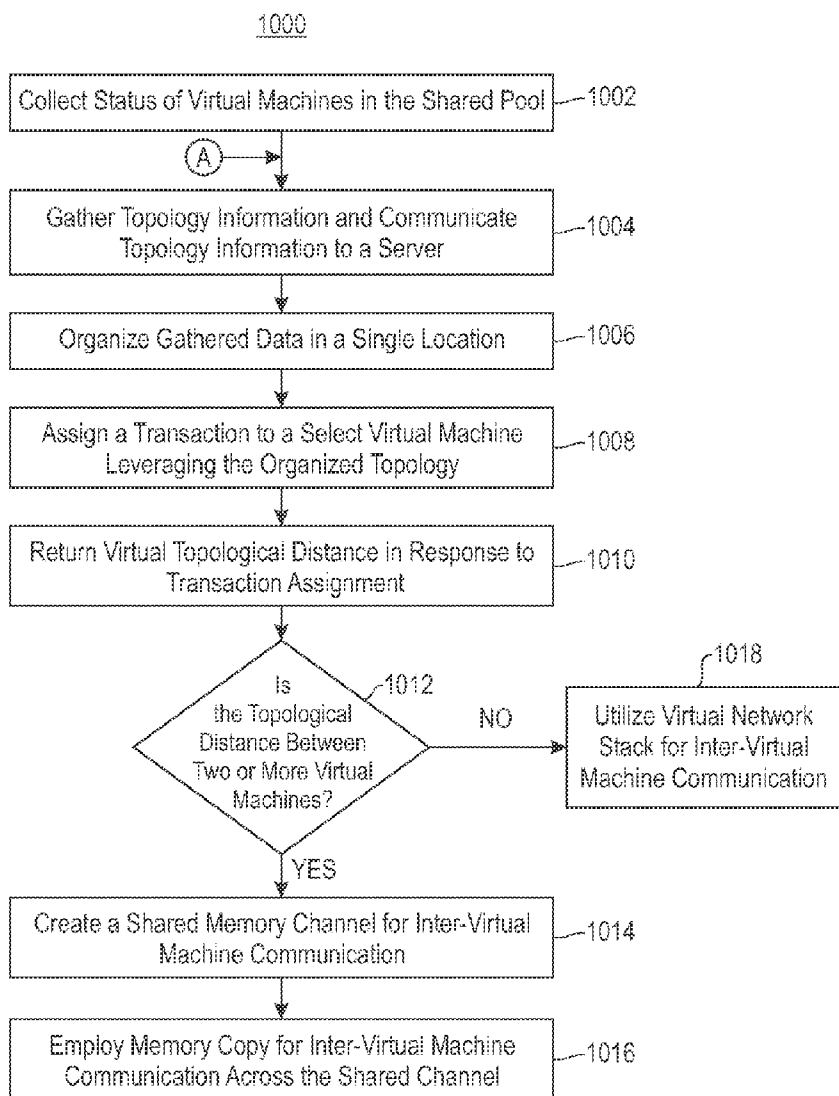 1000
Collect Status of Virtual Machines in the Shared Pool
1002
A
Gather Topology Information and Communicate
Topology Information to a Server
1004
Organize Gathered Data in a Single Location
1006
Assign a Transaction to a Select Virtual Machine
Leveraging the Organized Topology
1008
Return Virtual Topological Distance in Response to
Transaction Assignment
1010
Is
the Topological
Distance Between
Two or More Virtual
Machines?
1012
NO
1018
Utilize Virtual Network
Stack for Inter-Virtual
Machine Communication
YES
Create a Shared Memory Channel for Inter-Virtual
Machine Communication
1014
Employ Memory Copy for Inter-Virtual Machine
Communication Across the Shared Channel
1016